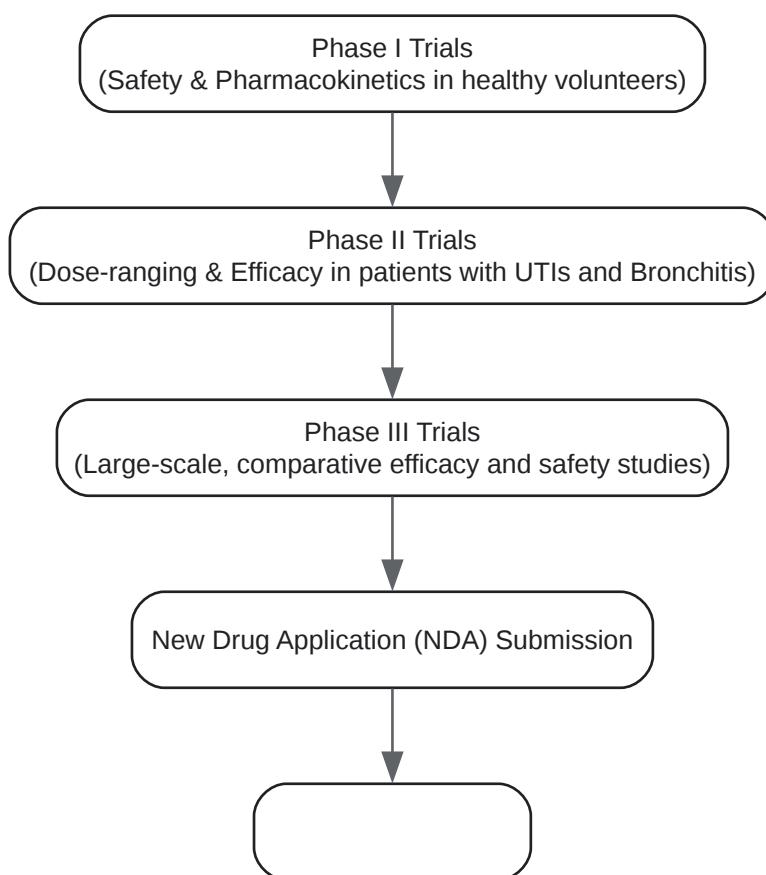 Phase I Trials
(Safety & Pharmacokinetics in healthy volunteers)
Phase II Trials
(Dose-ranging & Efficacy in patients with UTIs and Bronchitis)
Phase III Trials
(Large-scale, comparative efficacy and safety studies)
New Drug Application (NDA) Submission